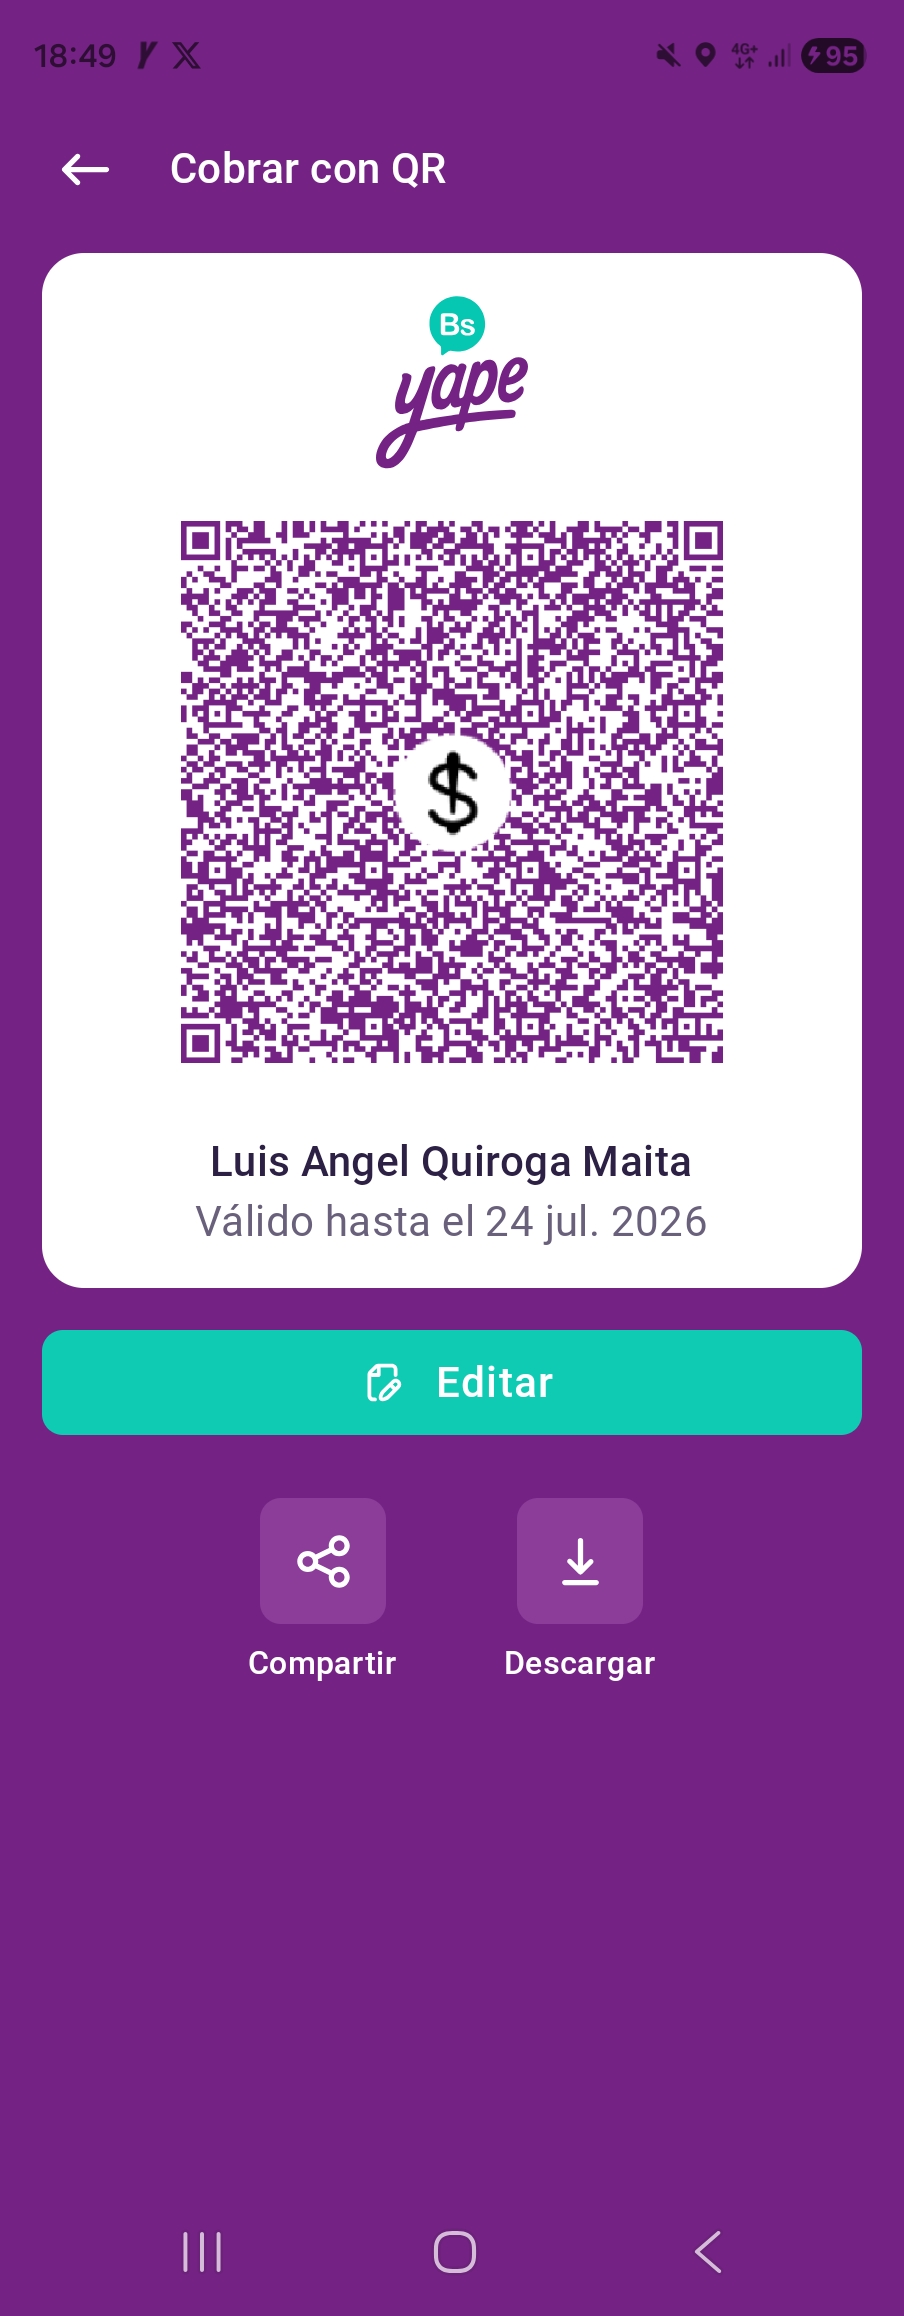 18:49
4G+
95
Cobrar con QR
Bs
yape
$
Luis Angel Quiroga Maita
Válido hasta el 24 jul. 2026
Editar
Compartir
Descargar